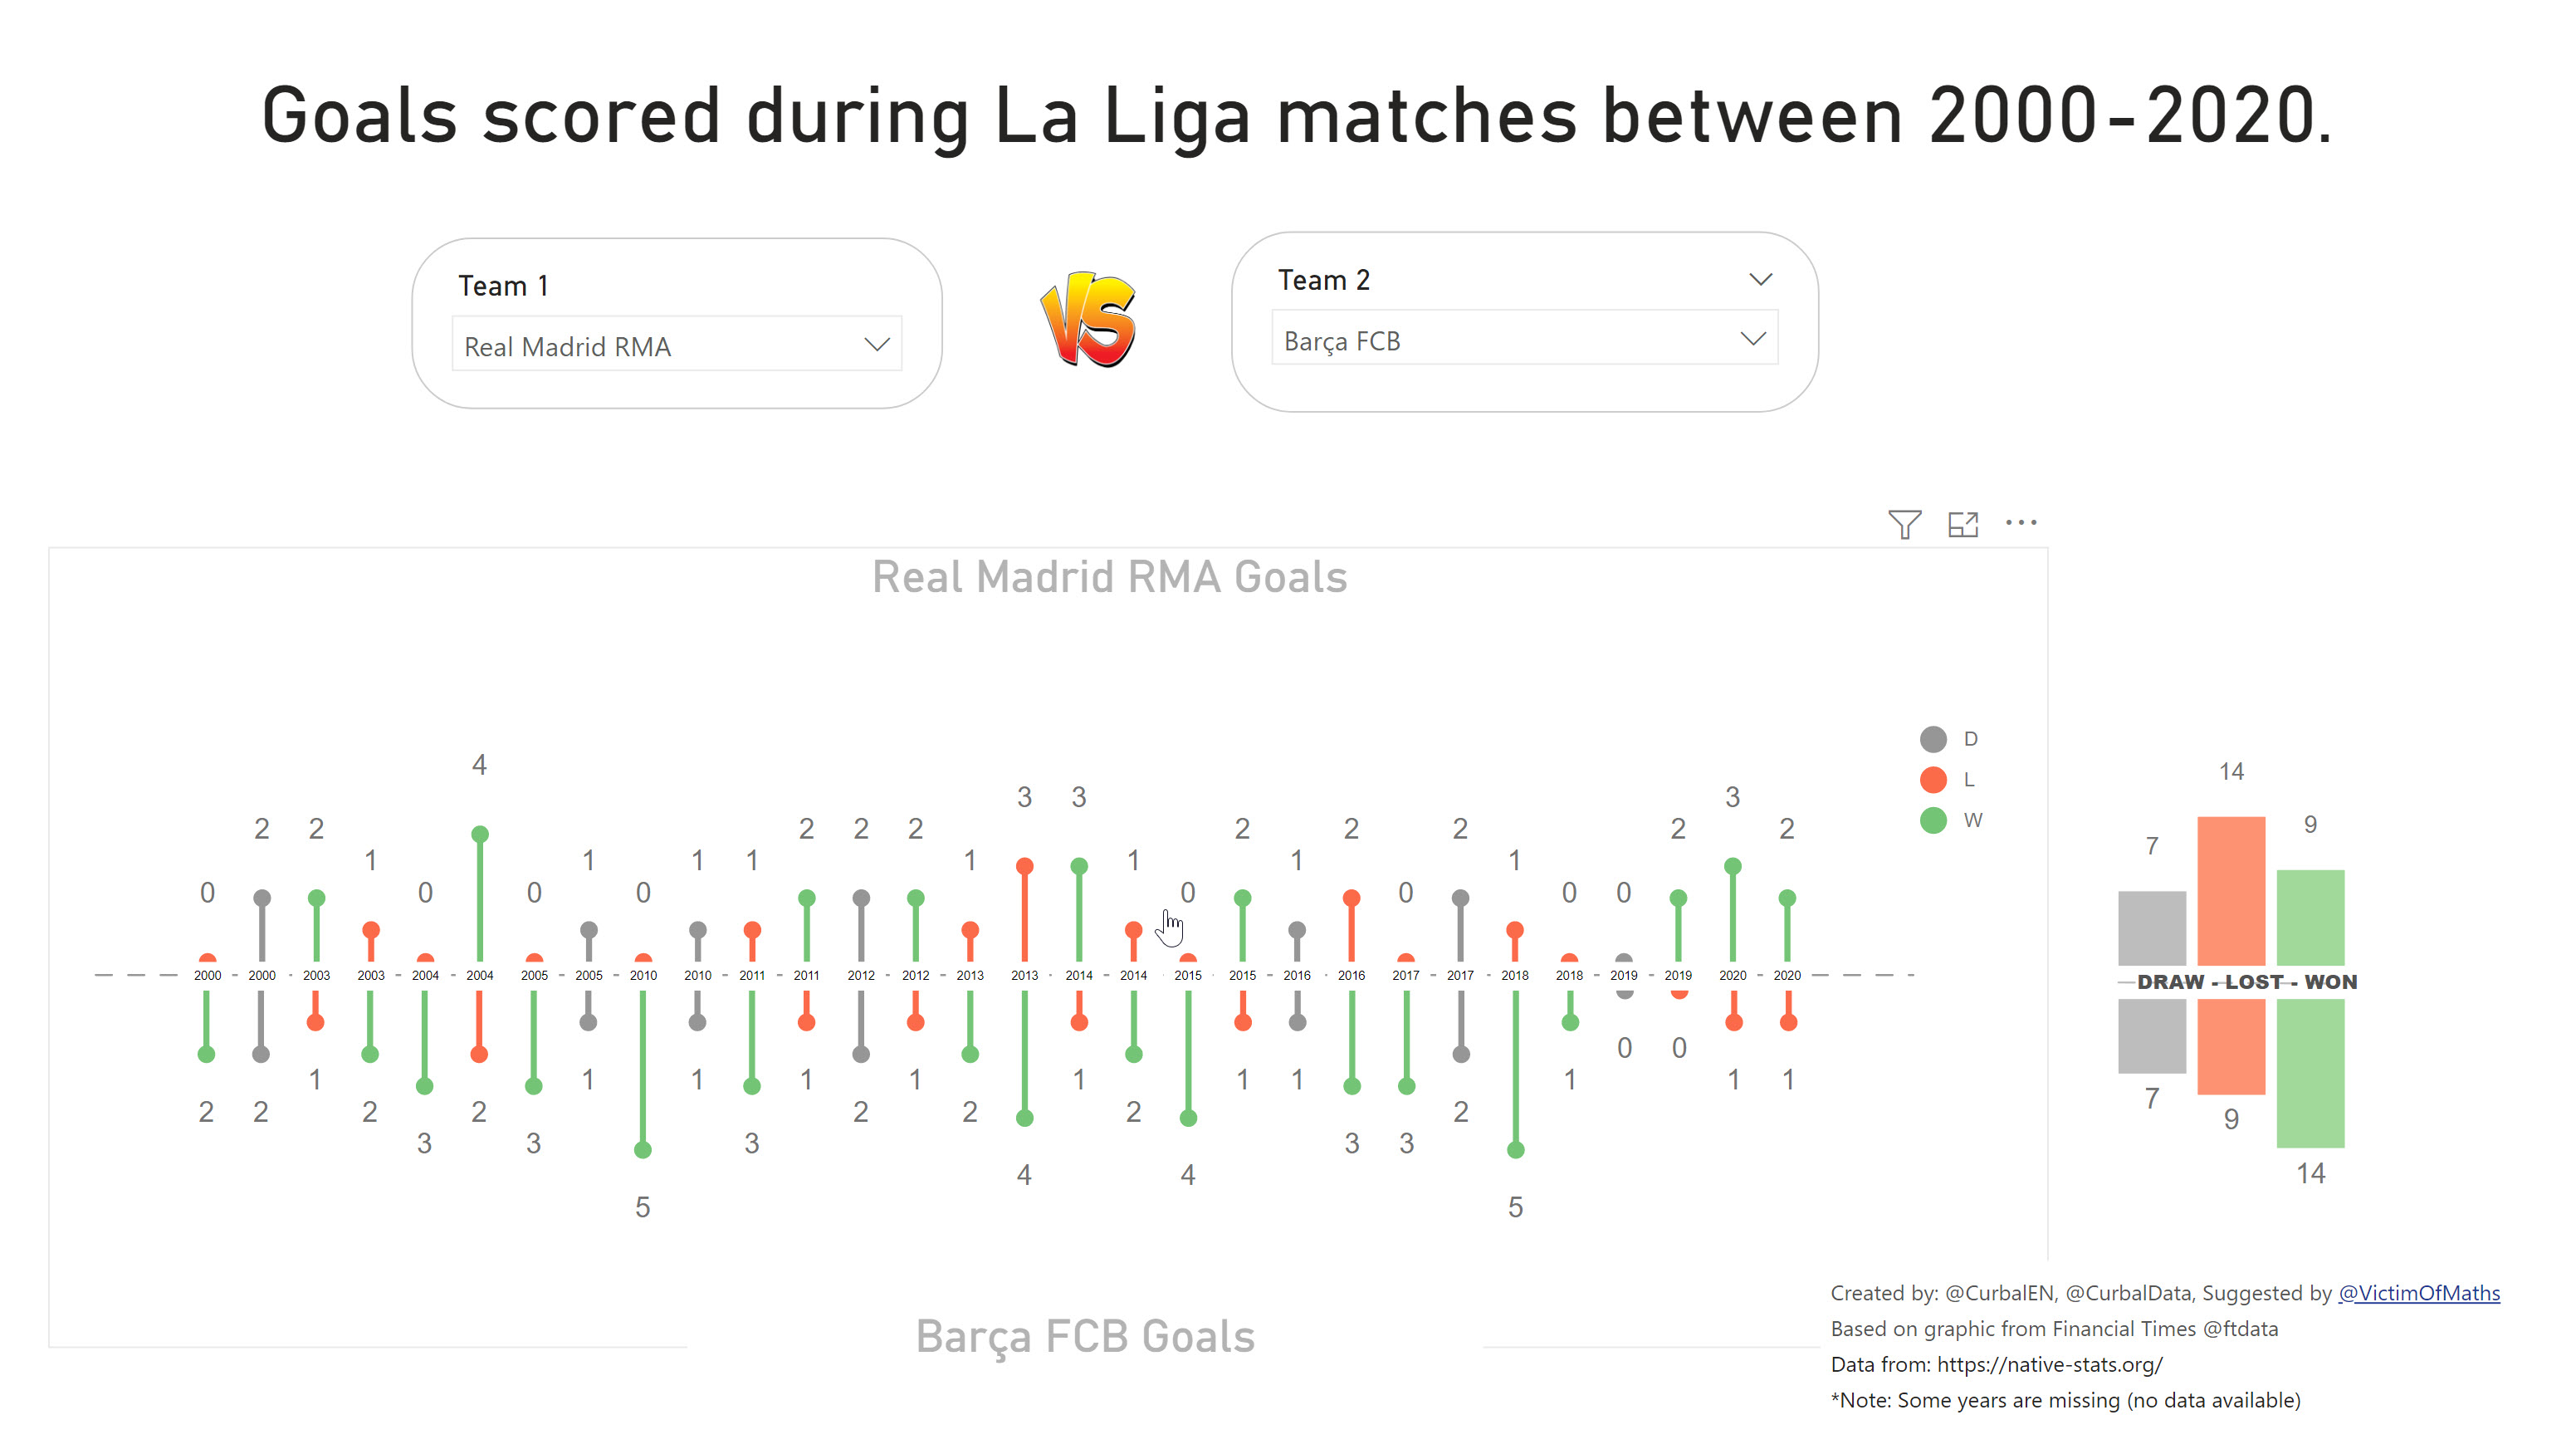 Goals scored during La Liga matches between 2000-2020.
Team 1
Real Madrid RMA
VS
Team 2
Barça FCB
Real Madrid RMA Goals
D
L
W
4
3 3 3
2 2 2 2 2 2 2 2 2 2
1 1 1 1 1 1 1 1
0 0 0 0 0 0 0 0
2000 2000 2003 2003 2004 2004 2005 2005 2010 2010 2011 2011 2012 2012 2013 2013 2014 2014 2015 2015 2016 2016 2017 2017 2018 2018 2019 2019 2020 2020
0 0
1 1 1 1 1 1 1 1 1 1 1
2 2 2 2 2 2 2 2
3 3 3 3 3
4 4
5 5
Barça FCB Goals
7 14 9
DRAW - LOST - WON
7 9 14
Created by: @CurbalEN, @CurbalData, Suggested by @VictimOfMaths
Based on graphic from Financial Times @ftdata
Data from: https://native-stats.org/
*Note: Some years are missing (no data available)